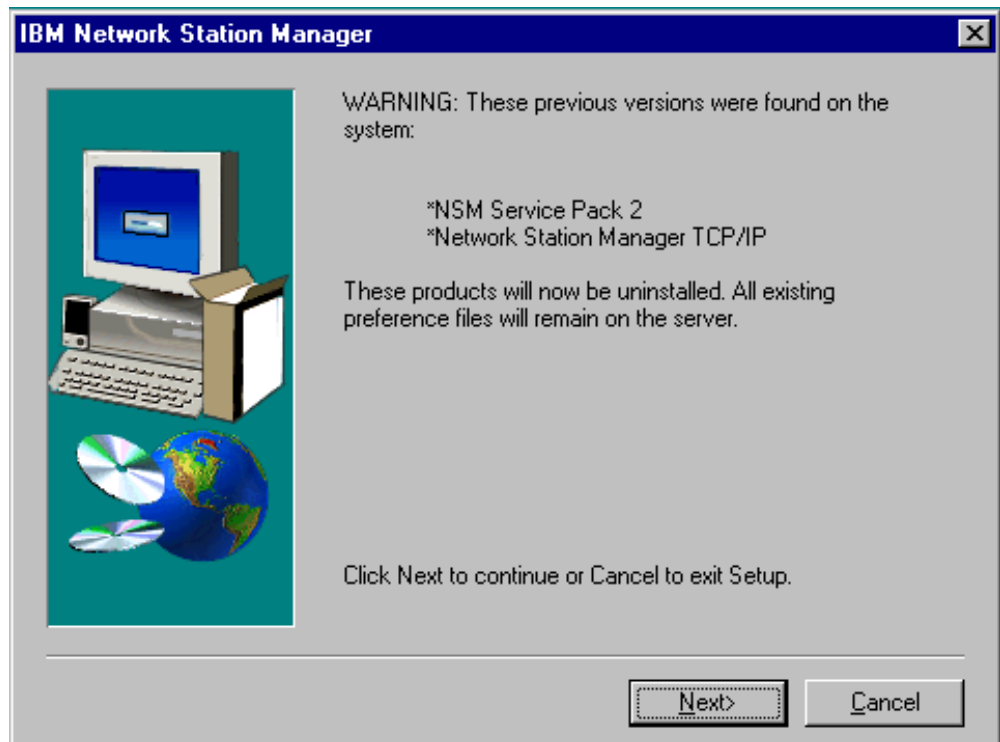 IBM Network Station Manager
WARNING: These previous versions were found on the
system:
*NSM Service Pack 2
*Network Station Manager TCP/IP
These products will now be uninstalled. All existing
preference files will remain on the server.
Click Next to continue or Cancel to exit Setup.
Next>
Cancel